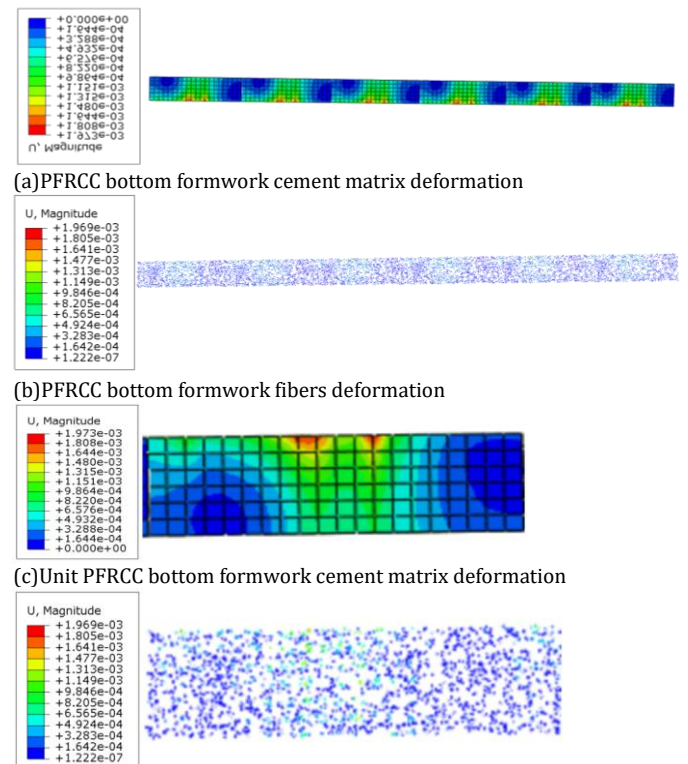 +0.000e+00
+1.644e-04
+3.288e-04
+4.932e-04
+6.576e-04
+8.220e-04
+9.864e-04
+1.151e-03
+1.315e-03
+1.480e-03
+1.644e-03
+1.808e-03
+1.973e-03
U, Magnitude
(a)PFRCC bottom formwork cement matrix deformation
U, Magnitude
+1.969e-03
+1.805e-03
+1.641e-03
+1.477e-03
+1.313e-03
+1.149e-03
+9.846e-04
+8.205e-04
+6.565e-04
+4.924e-04
+3.283e-04
+1.642e-04
+1.222e-07
(b)PFRCC bottom formwork fibers deformation
U, Magnitude
+1.973e-03
+1.808e-03
+1.644e-03
+1.480e-03
+1.315e-03
+1.151e-03
+9.864e-04
+8.220e-04
+6.576e-04
+4.932e-04
+3.288e-04
+1.644e-04
+0.000e+00
(c)Unit PFRCC bottom formwork cement matrix deformation
U, Magnitude
+1.969e-03
+1.805e-03
+1.641e-03
+1.477e-03
+1.313e-03
+1.149e-03
+9.846e-04
+8.205e-04
+6.565e-04
+4.924e-04
+3.283e-04
+1.642e-04
+1.222e-07